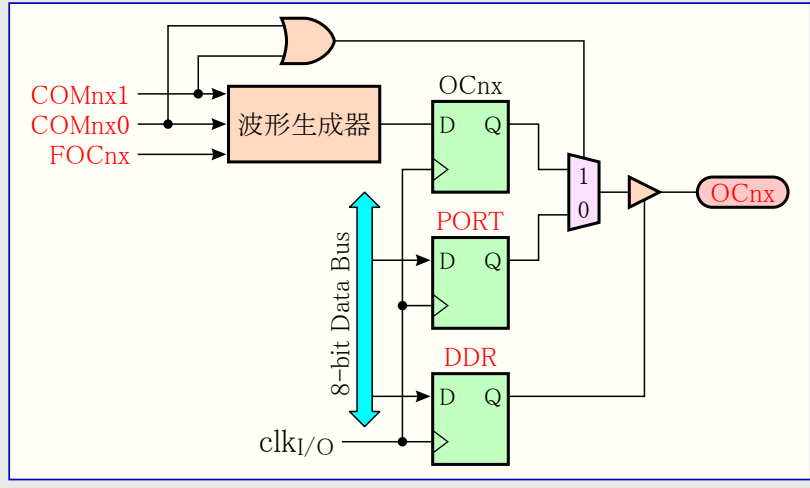 OCnx
COMnx1
COMnx0
FOCnx
波形生成器
D
Q
1
0
OCnx
PORT
D
Q
8-bit Data Bus
DDR
D
Q
clkI/O